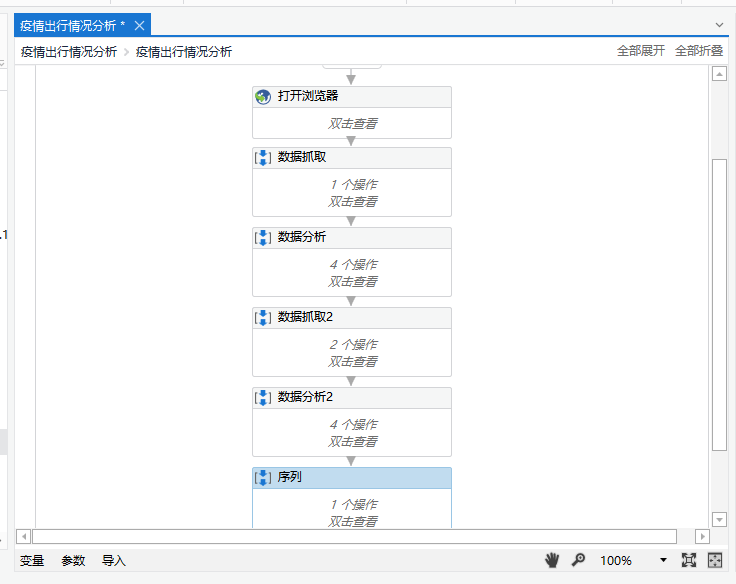 疫情出行情况分析 *
疫情出行情况分析 疫情出行情况分析 全部展开 全部折叠
打开浏览器
双击查看
数据抓取
1 个操作
双击查看
.1
数据分析
4 个操作
双击查看
数据抓取2
2 个操作
双击查看
数据分析2
4 个操作
双击查看
序列
1 个操作
双击查看
变量 参数 导入 100%